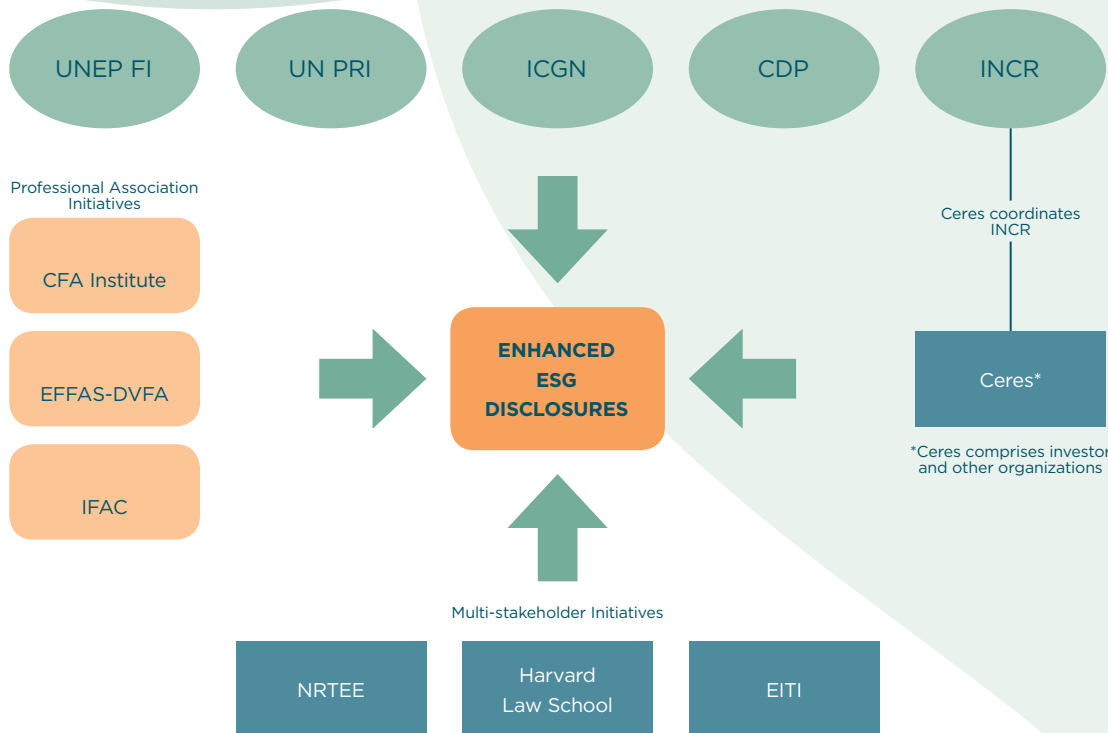 UNEP FI
UN PRI
ICGN
CDP
INCR
Professional Association
Initiatives
CFA Institute
EFFAS-DVFA
IFAC
ENHANCED
ESG
DISCLOSURES
Ceres coordinates
INCR
Ceres*
*Ceres comprises investor
and other organizations
Multi-stakeholder Initiatives
NRTEE
Harvard
Law School
EITI